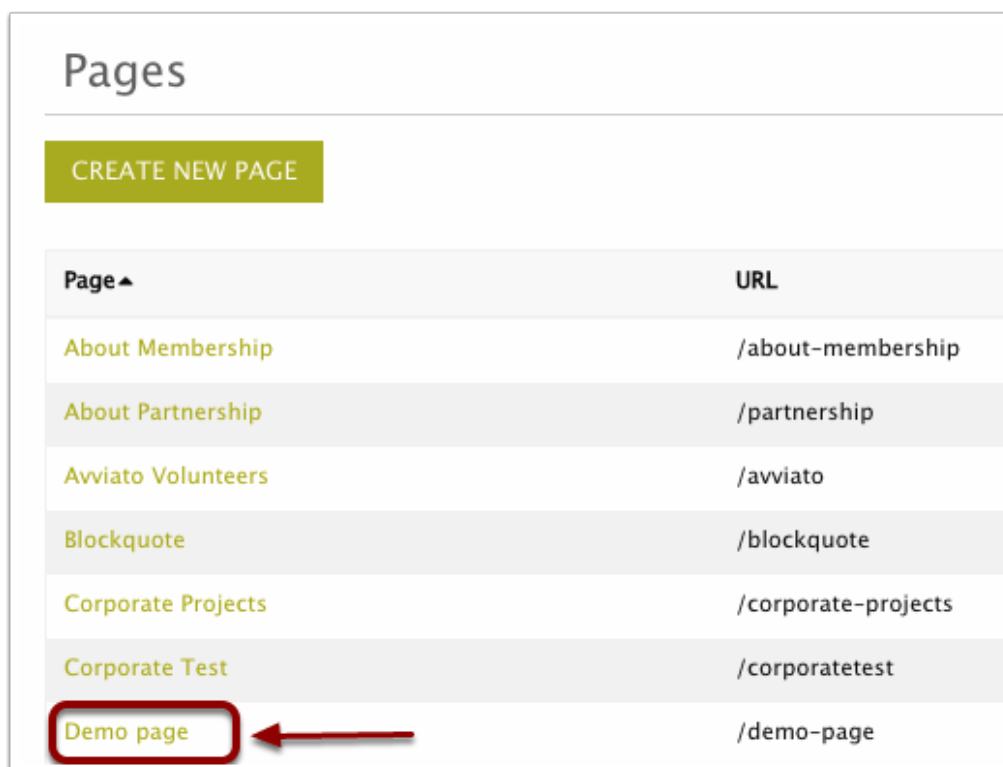 Pages
CREATE NEW PAGE
Page URL
About Membership /about-membership
About Partnership /partnership
Avviato Volunteers /avviato
Blockquote /blockquote
Corporate Projects /corporate-projects
Corporate Test /corporatetest
Demo page /demo-page